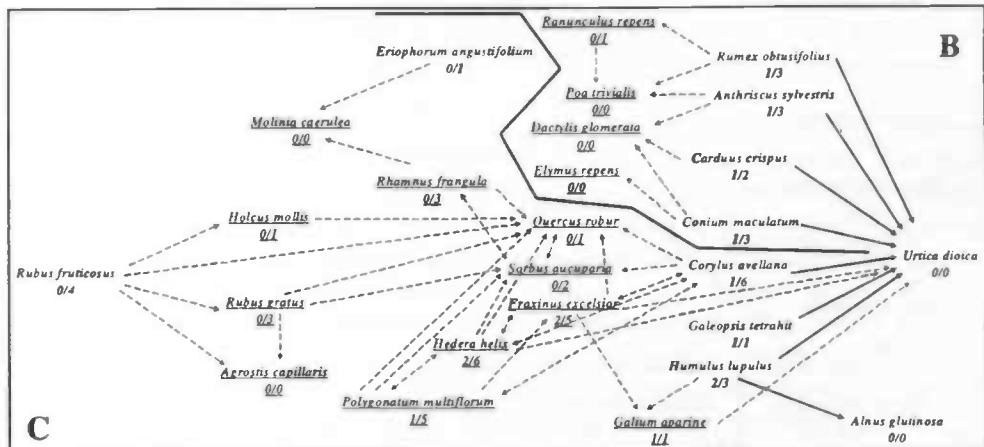 Ranunculus repens
0/1
B
Eriophorum angustifolium
0/1
Rumex obtusifolius
1/3
Poa trivialis
0/0
Anthriscus sylvestris
1/3
Molinia caerulea
0/0
Dactylis glomerata
0/0
Carduus crispus
1/2
Rhamnus frangula
0/3
Elymus repens
0/0
Holcus mollis
0/1
Quercus robur
0/1
Conium maculatum
1/3
Urtica dioica
0/0
Rubus fruticosus
0/4
Sorbus aucuparia
0/2
Corylus avellana
1/6
Rubus gratus
0/3
Fraxinus excelsior
2/5
Galeopsis tetrahit
1/1
Hedera helix
2/6
Humulus lupulus
2/3
Agrostis capillaris
0/0
Polygonatum multiflorum
1/5
Galium aparine
1/1
Alnus glutinosa
0/0
C